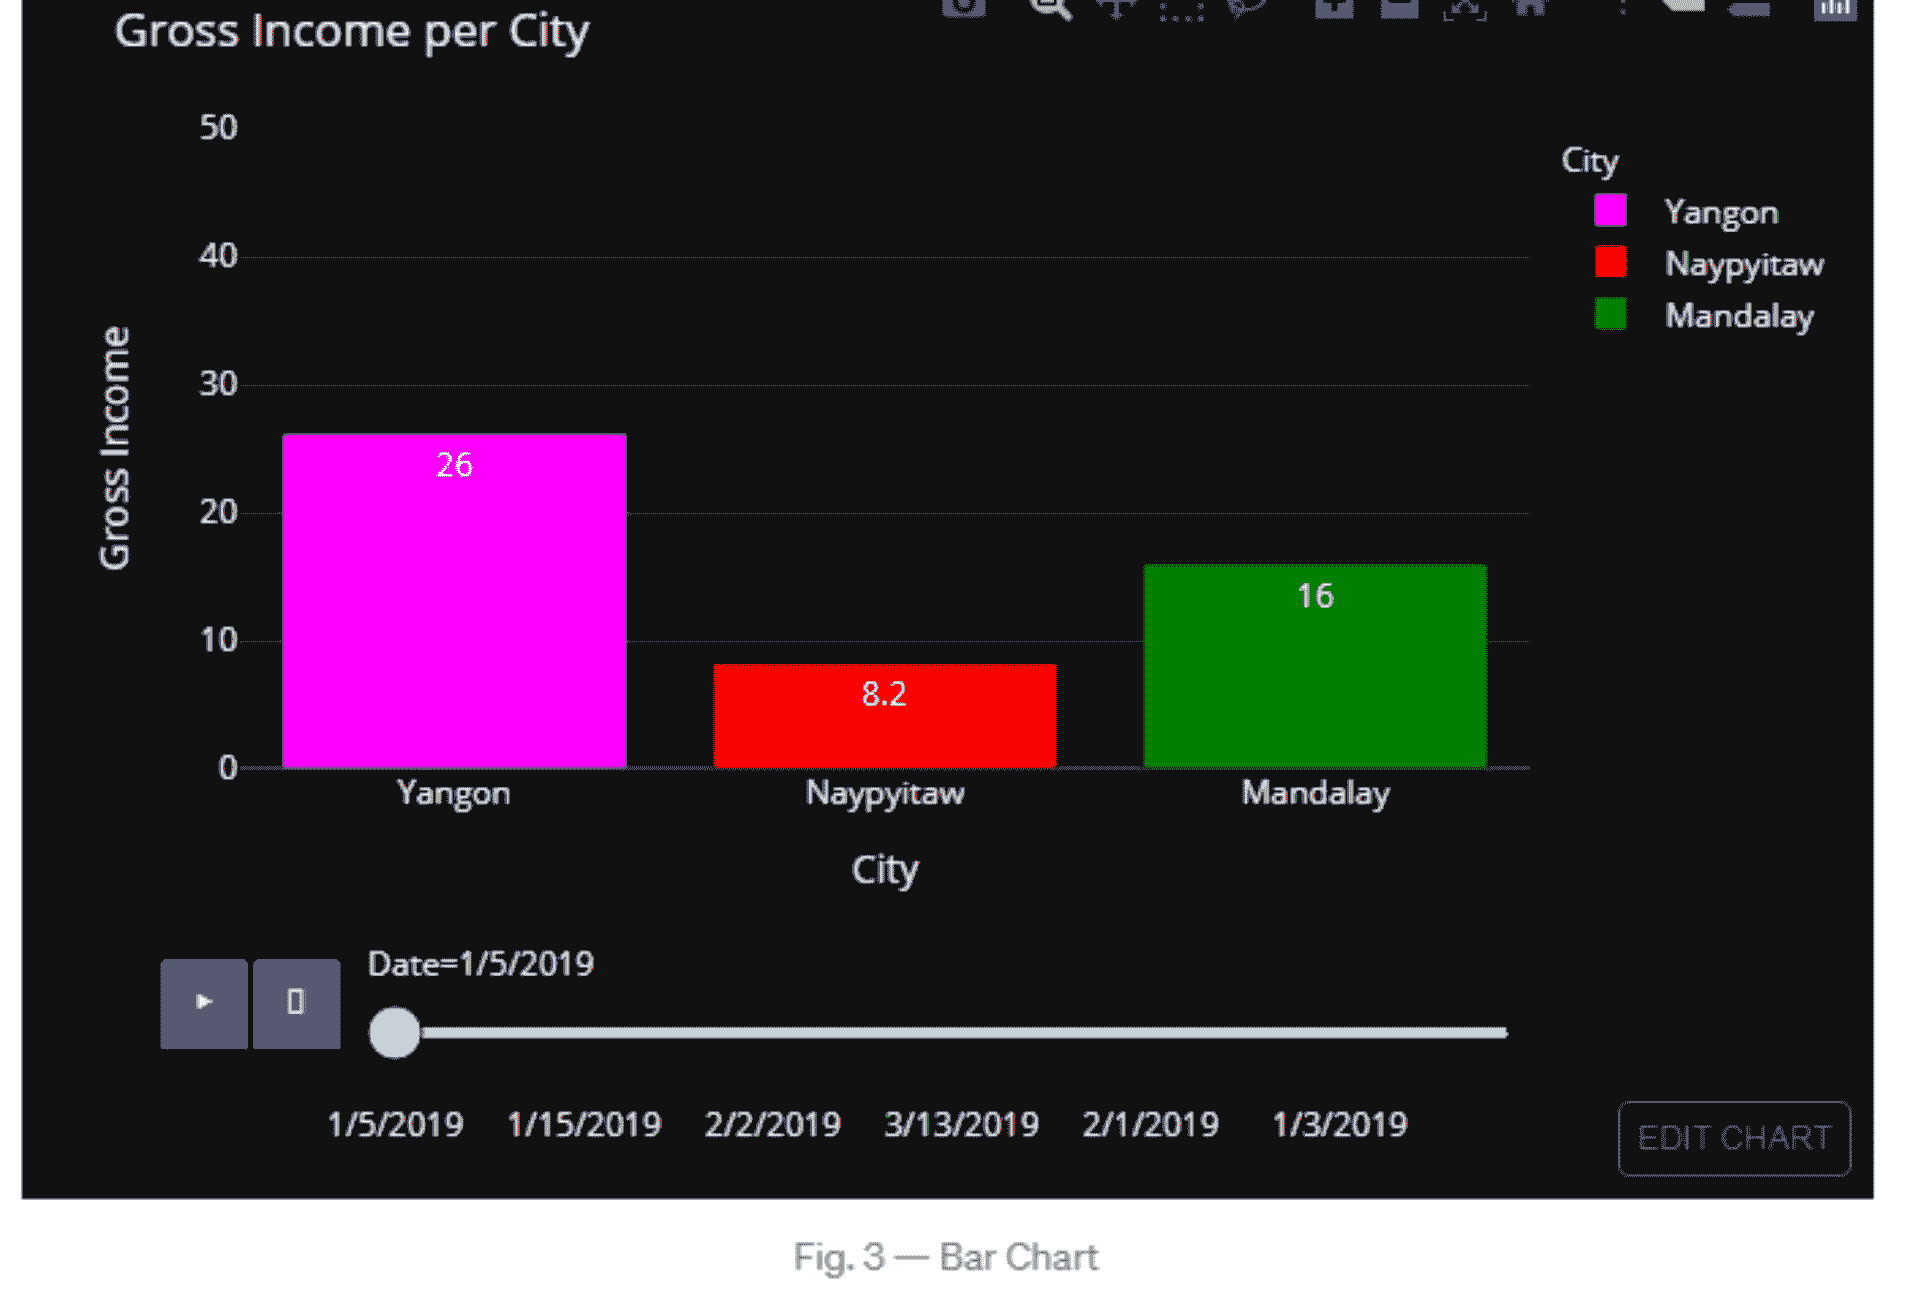 Gross Income per City
50
40
30
20
10
0
Gross Income
26
8.2
16
Yangon
Naypyitaw
Mandalay
City
City
Yangon
Naypyitaw
Mandalay
Date=1/5/2019
1/5/2019
1/15/2019
2/2/2019
3/13/2019
2/1/2019
1/3/2019
EDIT CHART
Fig. 3 — Bar Chart